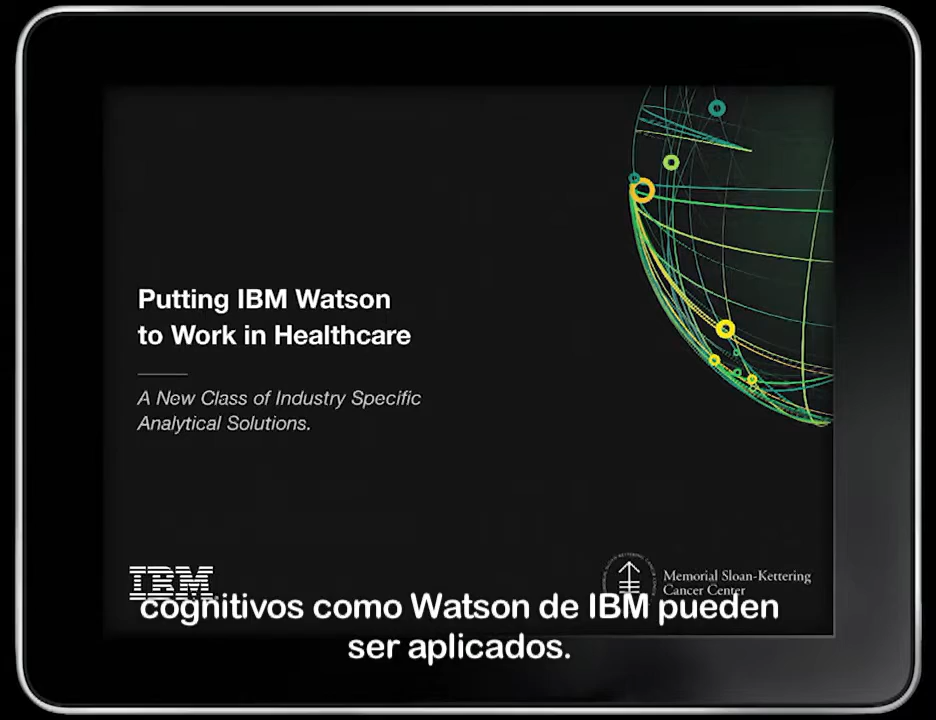 Putting IBM Watson
to Work in Healthcare
A New Class of Industry Specific
Analytical Solutions.
IBM
Memorial Sloan-Kettering
Cancer Center
cognitivos como Watson de IBM pueden
ser aplicados.